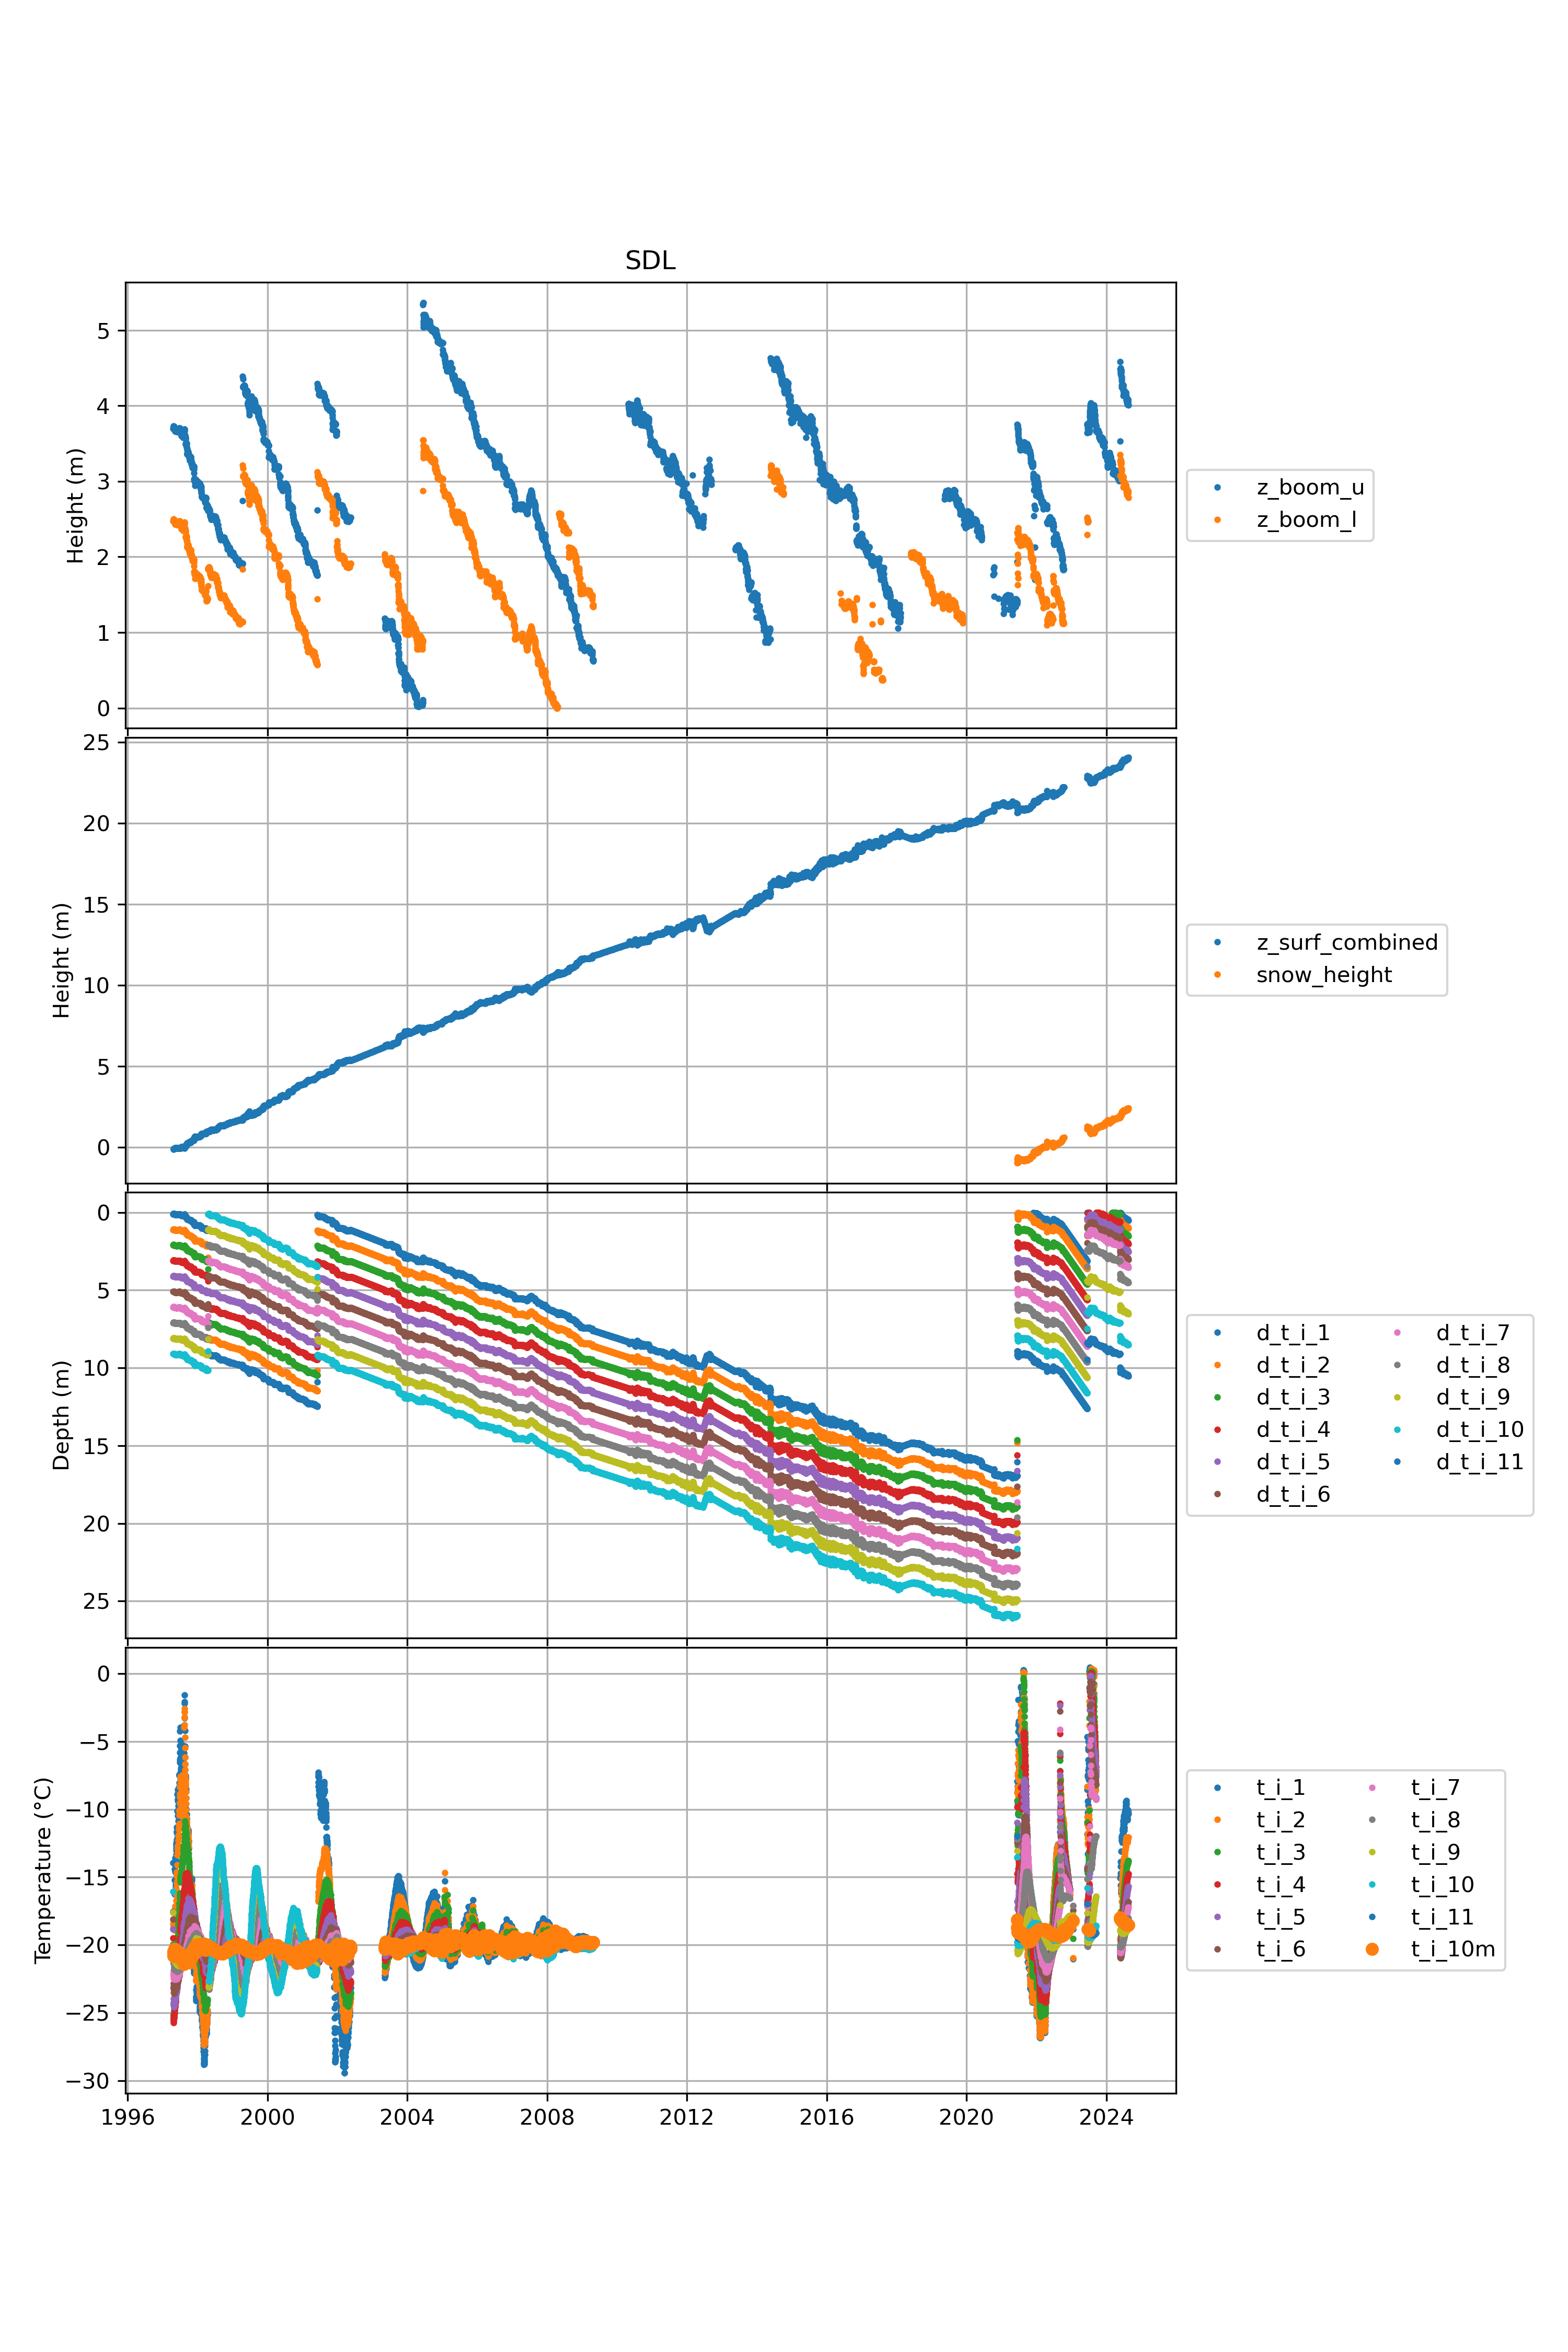 SDL
5
4
3
2
1
0
Height (m)
z_boom_u
z_boom_l
25
20
15
10
5
0
Height (m)
z_surf_combined
snow_height
0
5
10
15
20
25
Depth (m)
d_t_i_1 d_t_i_7
d_t_i_2 d_t_i_8
d_t_i_3 d_t_i_9
d_t_i_4 d_t_i_10
d_t_i_5 d_t_i_11
d_t_i_6
0
−5
−10
−15
−20
−25
−30
Temperature (°C)
t_i_1 t_i_7
t_i_2 t_i_8
t_i_3 t_i_9
t_i_4 t_i_10
t_i_5 t_i_11
t_i_6 t_i_10m
1996 2000 2004 2008 2012 2016 2020 2024